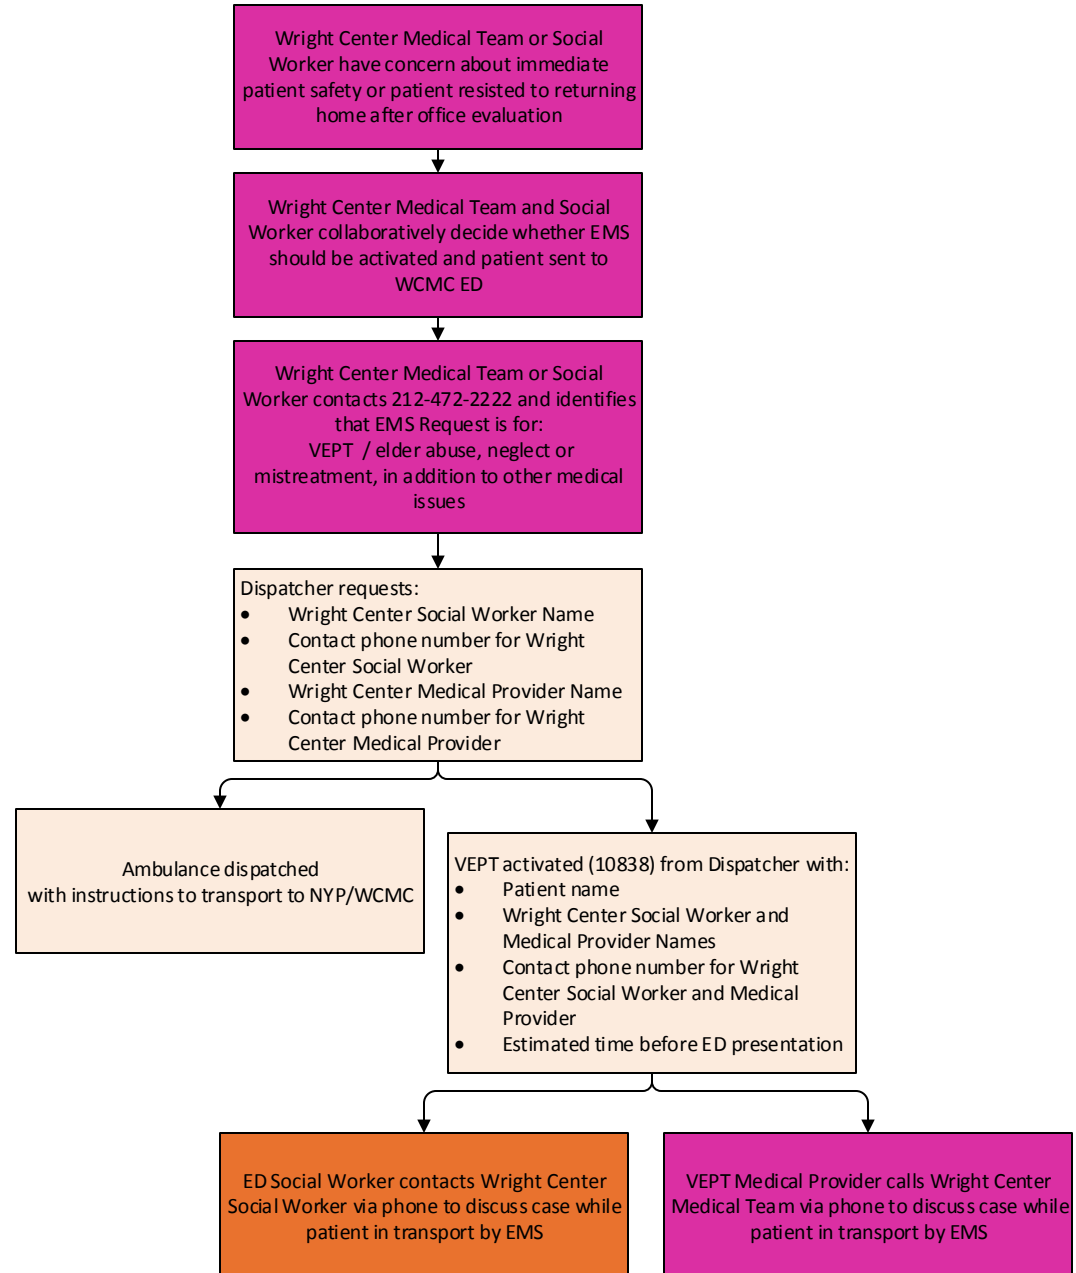 Wright Center Medical Team or Social
Worker have concern about immediate
patient safety or patient resisted to returning
home after office evaluation
Wright Center Medical Team and Social
Worker collaboratively decide whether EMS
should be activated and patient sent to
WCMC ED
Wright Center Medical Team or Social
Worker contacts 212-472-2222 and identifies
that EMS Request is for:
VEPT / elder abuse, neglect or
mistreatment, in addition to other medical
issues
Dispatcher requests:
• Wright Center Social Worker Name
• Contact phone number for Wright
Center Social Worker
• Wright Center Medical Provider Name
• Contact phone number for Wright
Center Medical Provider
Ambulance dispatched
with instructions to transport to NYP/WCMC
VEPT activated (10838) from Dispatcher with:
• Patient name
• Wright Center Social Worker and
Medical Provider Names
• Contact phone number for Wright
Center Social Worker and Medical
Provider
• Estimated time before ED presentation
ED Social Worker contacts Wright Center
Social Worker via phone to discuss case while
patient in transport by EMS
VEPT Medical Provider calls Wright Center
Medical Team via phone to discuss case while
patient in transport by EMS